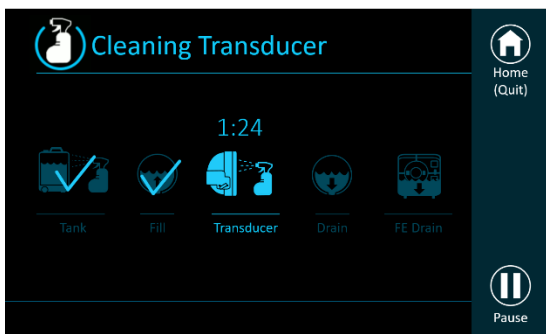 Cleaning Transducer
Home
(Quit)
1:24
Tank
Fill
Transducer
Drain
FE Drain
Pause